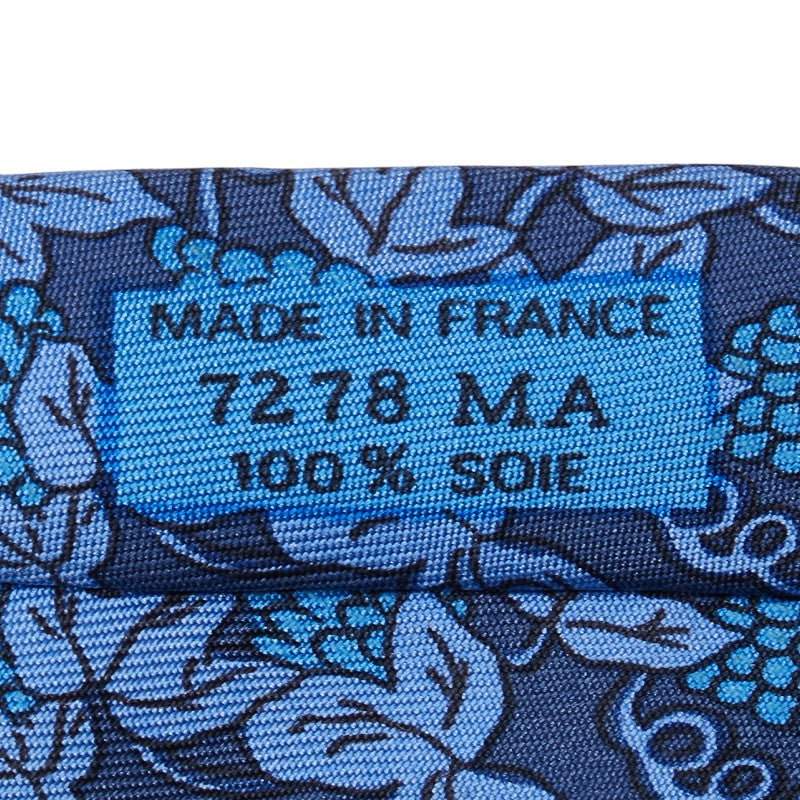 MADE IN FRANCE
7278 MA
100% SOIE